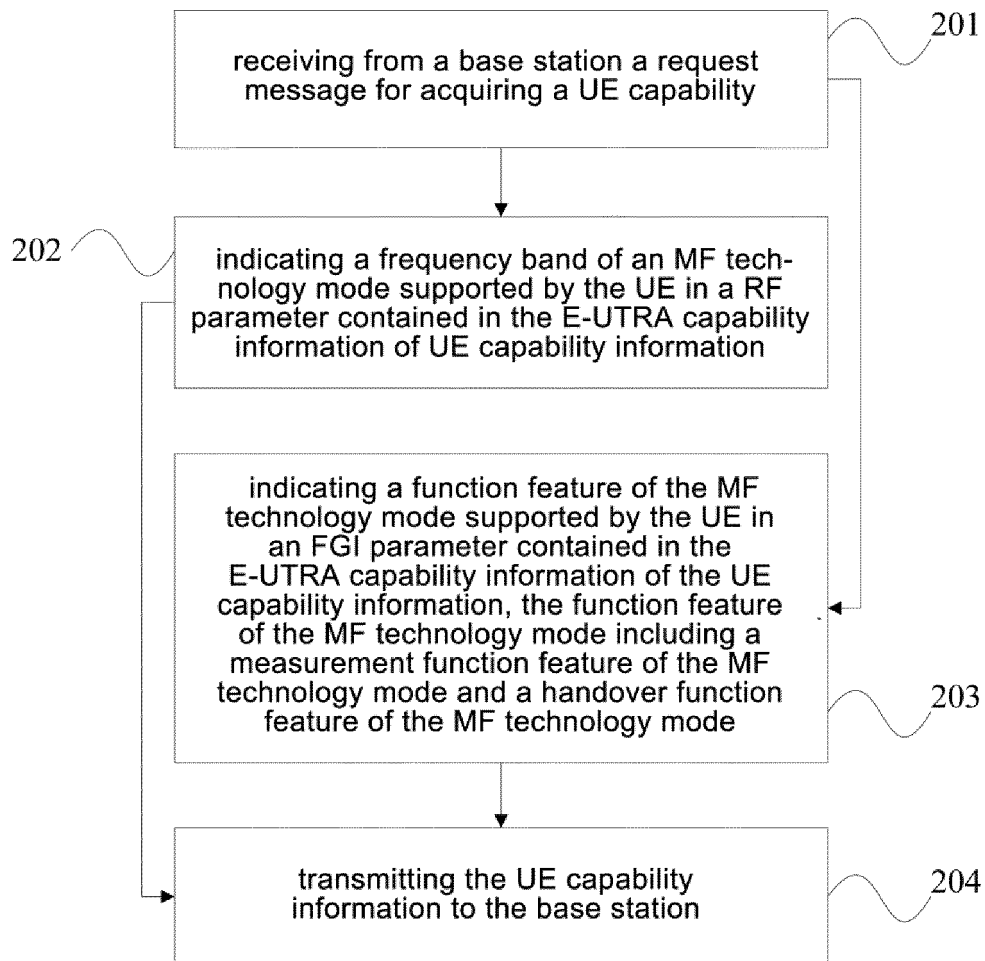 201
receiving from a base station a request
message for acquiring a UE capability
202
indicating a frequency band of an MF tech-
nology mode supported by the UE in a RF
parameter contained in the E-UTRA capability
information of UE capability information
indicating a function feature of the MF
technology mode supported by the UE in
an FGI parameter contained in the
E-UTRA capability information of the UE
capability information, the function feature
of the MF technology mode including a
measurement function feature of the MF
technology mode and a handover function
feature of the MF technology mode
203
transmitting the UE capability
information to the base station
204